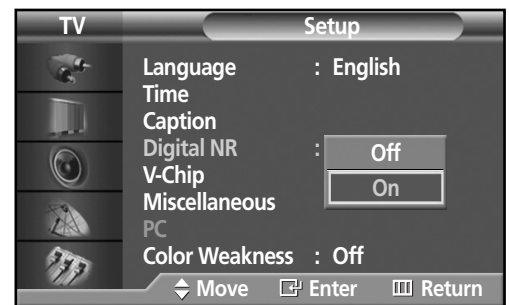 TV Setup
Language : English
Time
Caption
Digital NR : Off
On
V-Chip
Miscellaneous
PC
Color Weakness : Off
Move Enter Return